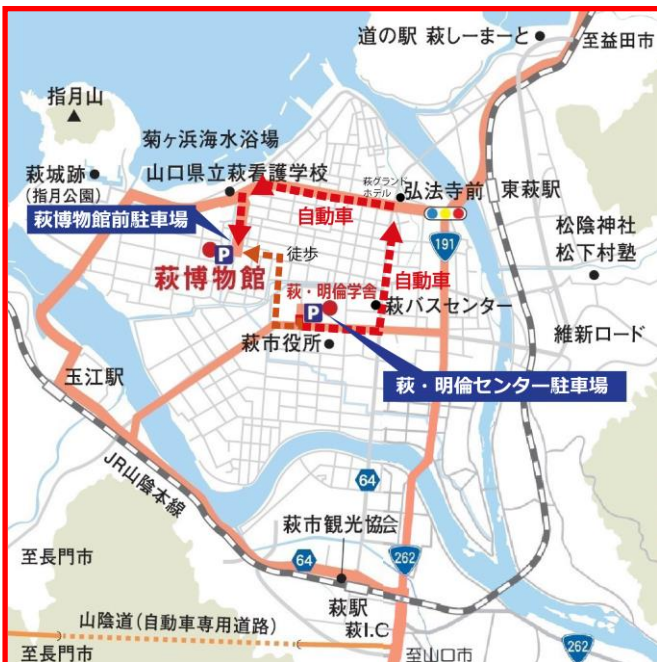 道の駅 萩しーまーと
至益田市
指月山
菊ヶ浜海水浴場
萩城跡
(指月公園)
山口県立萩看護学校
萩グランド
ホテル
弘法寺前
東萩駅
萩博物館前駐車場
自動車
191
松陰神社
松下村塾
P
萩博物館
徒歩
自動車
萩・明倫学舎
P
萩バスセンター
萩市役所
維新ロード
玉江駅
萩・明倫センター駐車場
JR山陰本線
64
萩市観光協会
至長門市
64
262
萩駅
萩I.C
山陰道(自動車専用道路)
至長門市
至山口市
262